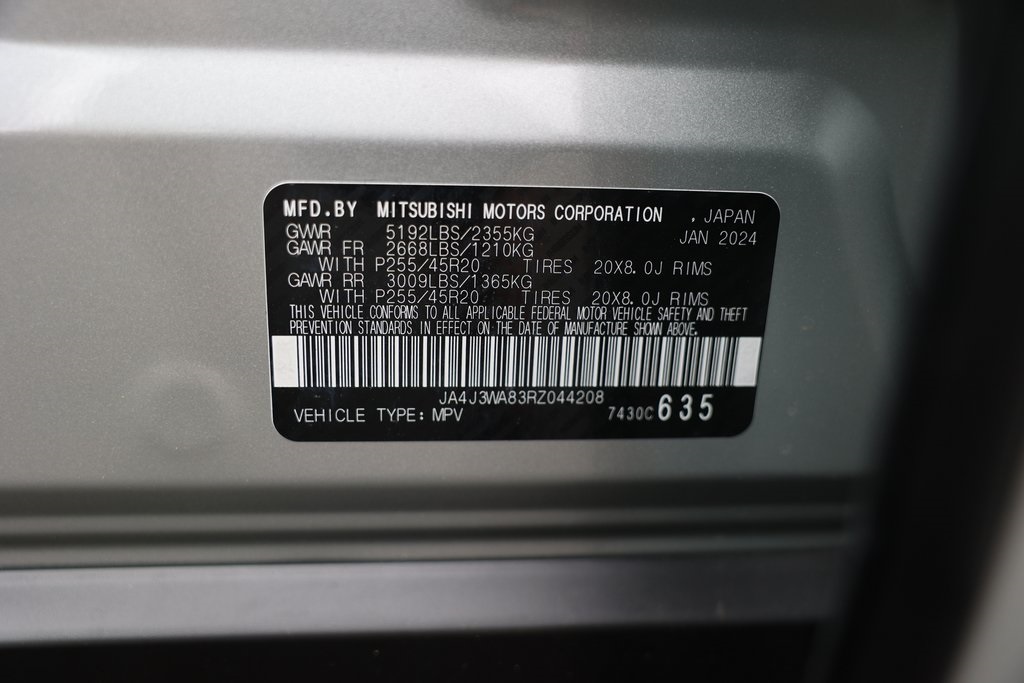 MFD.BY MITSUBISHI MOTORS CORPORATION , JAPAN
GVWR 5192LBS/2355KG JAN 2024
GAWR FR 2668LBS/1210KG
WITH P255/45R20 TIRES 20X8.0J RIMS
GAWR RR 3009LBS/1365KG
WITH P255/45R20 TIRES 20X8.0J RIMS
THIS VEHICLE CONFORMS TO ALL APPLICABLE FEDERAL MOTOR VEHICLE SAFETY AND THEFT
PREVENTION STANDARDS IN EFFECT ON THE DATE OF MANUFACTURE SHOWN ABOVE.
JA4J3WA83RZ044208
VEHICLE TYPE: MPV 7430C 635